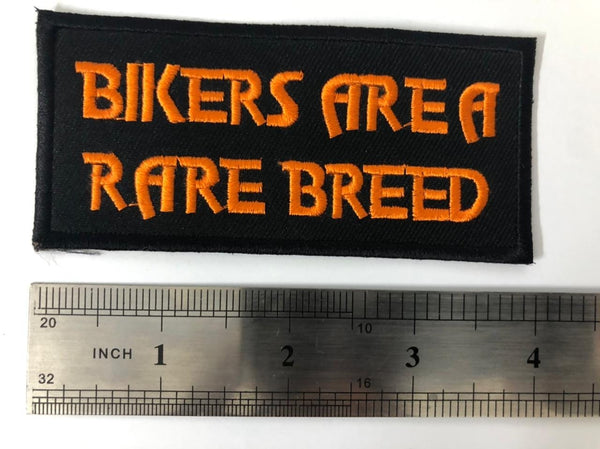 BIKERS ARE A
RARE BREED
20 10
INCH 1 2 3 4
32 16